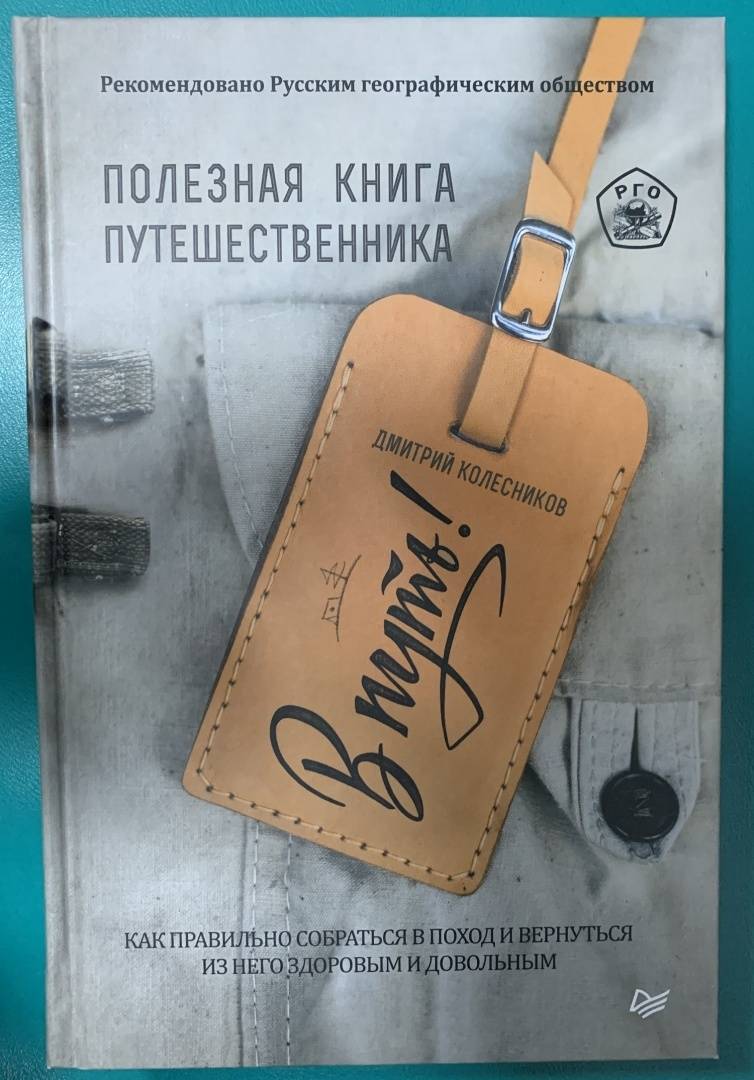 Рекомендовано Русским географическим обществом
ПОЛЕЗНАЯ КНИГА
ПУТЕШЕСТВЕННИКА
РГО
ДМИТРИЙ КОЛЕСНИКОВ
В путь!
КАК ПРАВИЛЬНО СОБРАТЬСЯ В ПОХОД И ВЕРНУТЬСЯ
ИЗ НЕГО ЗДОРОВЫМ И ДОВОЛЬНЫМ